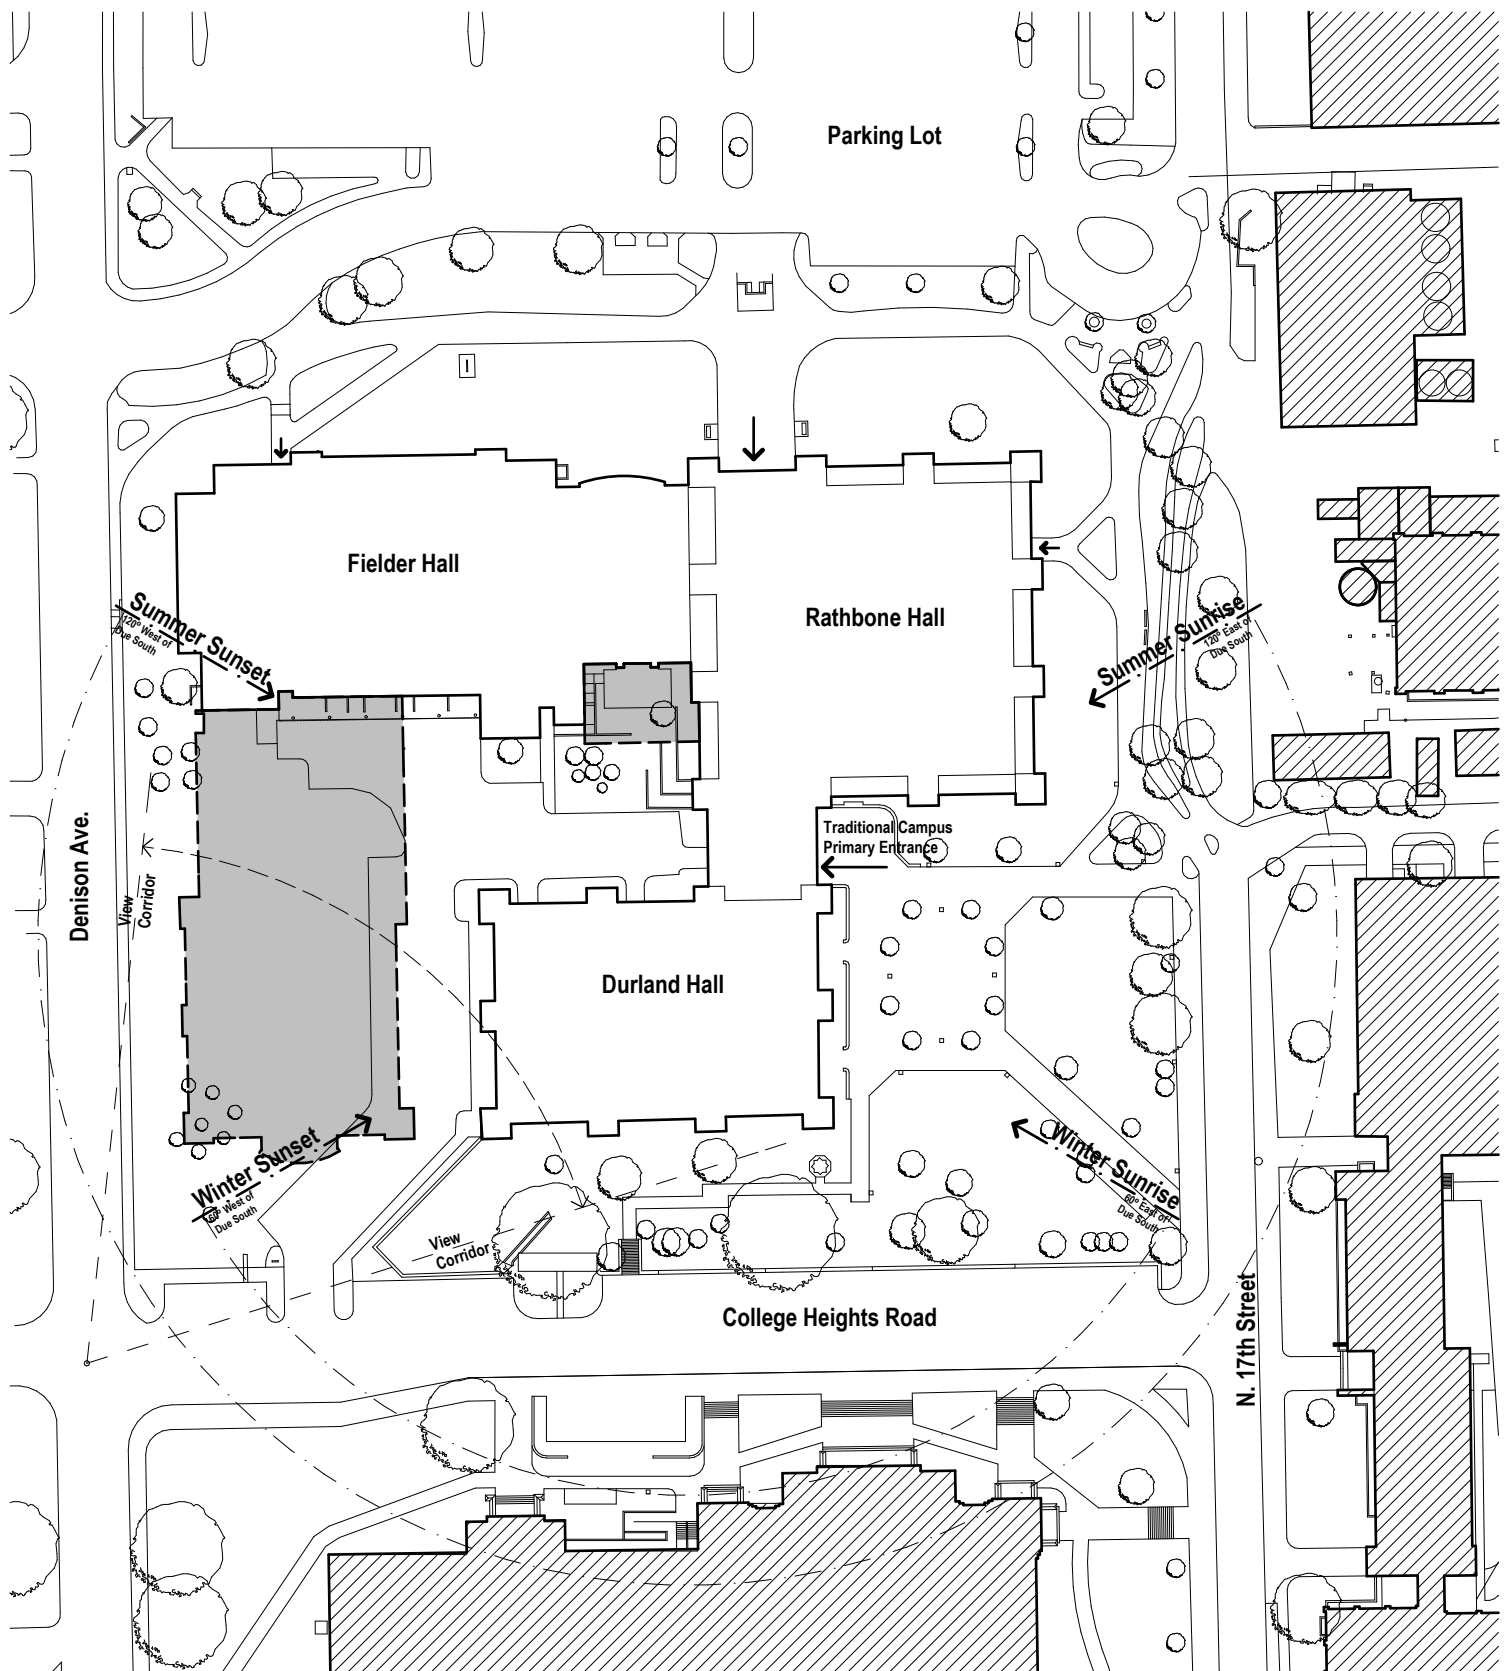 Parking Lot
Fielder Hall
Rathbone Hall
Summer Sunset
120° West of
Due South
Summer Sunrise
120° East of
Due South
Traditional Campus
Primary Entrance
Denison Ave.
View
Corridor
Durland Hall
Winter Sunset
60° West of
Due South
Winter Sunrise
60° East of
Due South
View
Corridor
College Heights Road
N. 17th Street